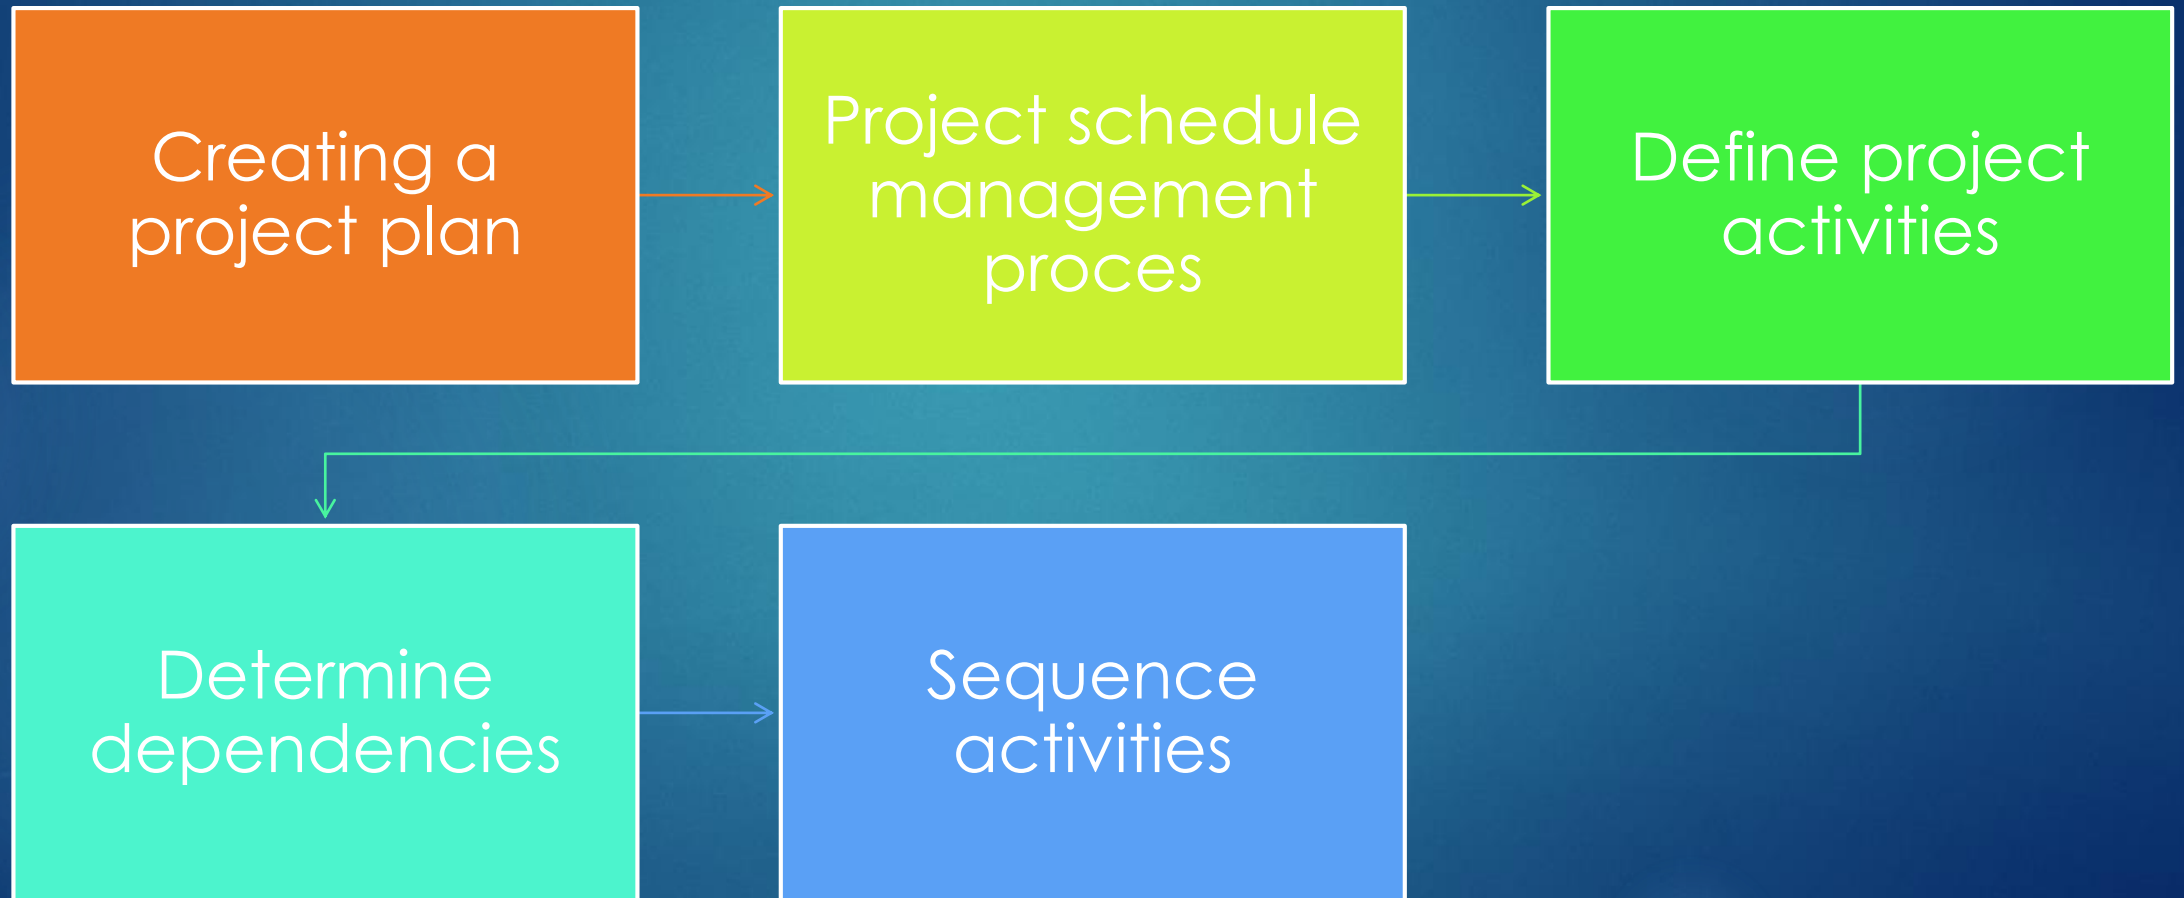 Creating a
project plan
Project schedule
management
proces
Define project
activities
Determine
dependencies
Sequence
activities